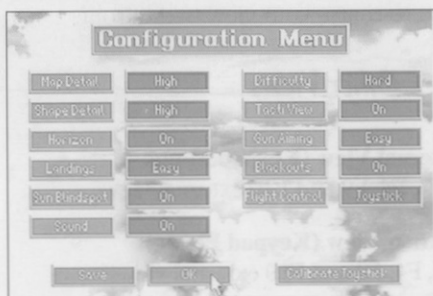 Configuration Menu
Map Detail High Difficulty Hard
Shape Detail High Tacti View On
Horizon On Gun Aiming Easy
Landings Easy Blackouts On
Sun Blindspot On Flight Control Joystick
Sound On
Save OK Calibrate Joystick